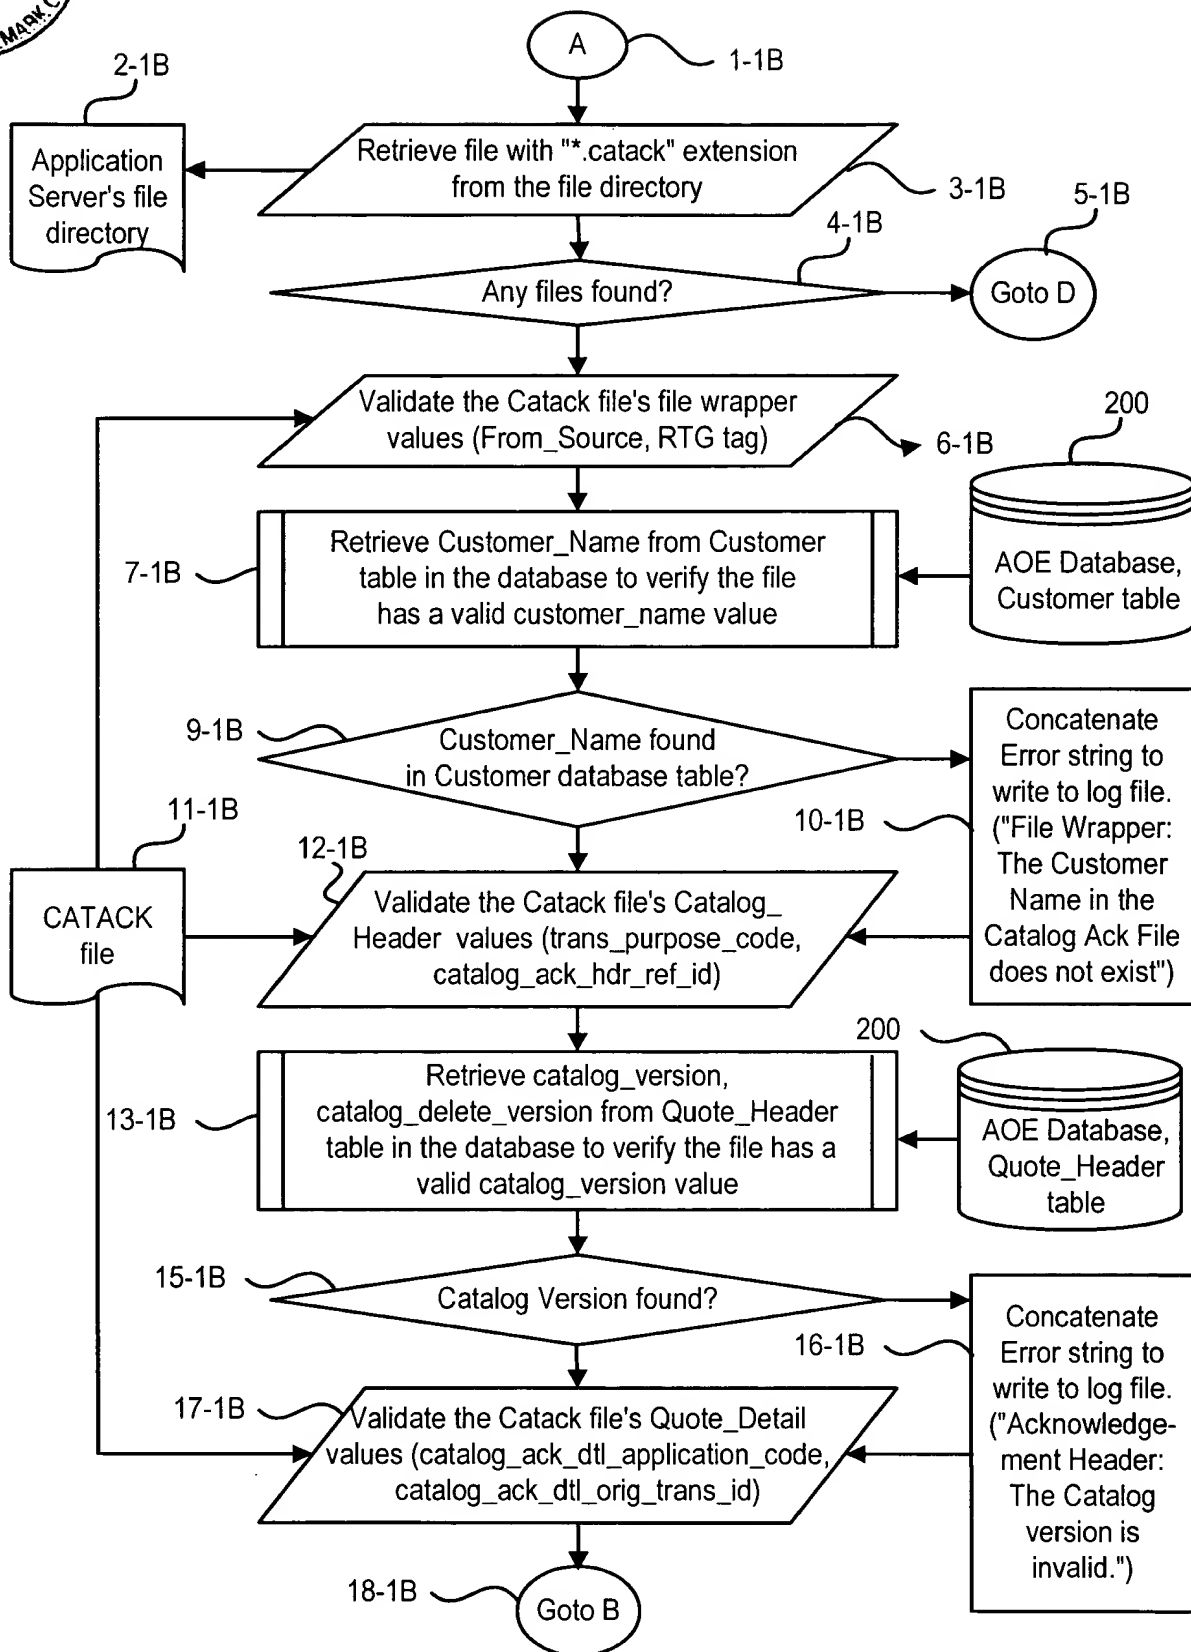 A
1-1B
2-1B
Application
Server's file
directory
Retrieve file with "*.catack" extension
from the file directory
3-1B
4-1B
5-1B
Any files found?
Goto D
Validate the Catack file's file wrapper
values (From_Source, RTG tag)
6-1B
200
AOE Database,
Customer table
7-1B
Retrieve Customer_Name from Customer
table in the database to verify the file
has a valid customer_name value
9-1B
Customer_Name found
in Customer database table?
10-1B
Concatenate
Error string to
write to log file.
("File Wrapper:
The Customer
Name in the
Catalog Ack File
does not exist")
11-1B
CATACK
file
12-1B
Validate the Catack file's Catalog_
Header values (trans_purpose_code,
catalog_ack_hdr_ref_id)
13-1B
Retrieve catalog_version,
catalog_delete_version from Quote_Header
table in the database to verify the file has a
valid catalog_version value
200
AOE Database,
Quote_Header
table
15-1B
Catalog Version found?
16-1B
Concatenate
Error string to
write to log file.
("Acknowledge-
ment Header:
The Catalog
version is
invalid.")
17-1B
Validate the Catack file's Quote_Detail
values (catalog_ack_dtl_application_code,
catalog_ack_dtl_orig_trans_id)
18-1B
Goto B